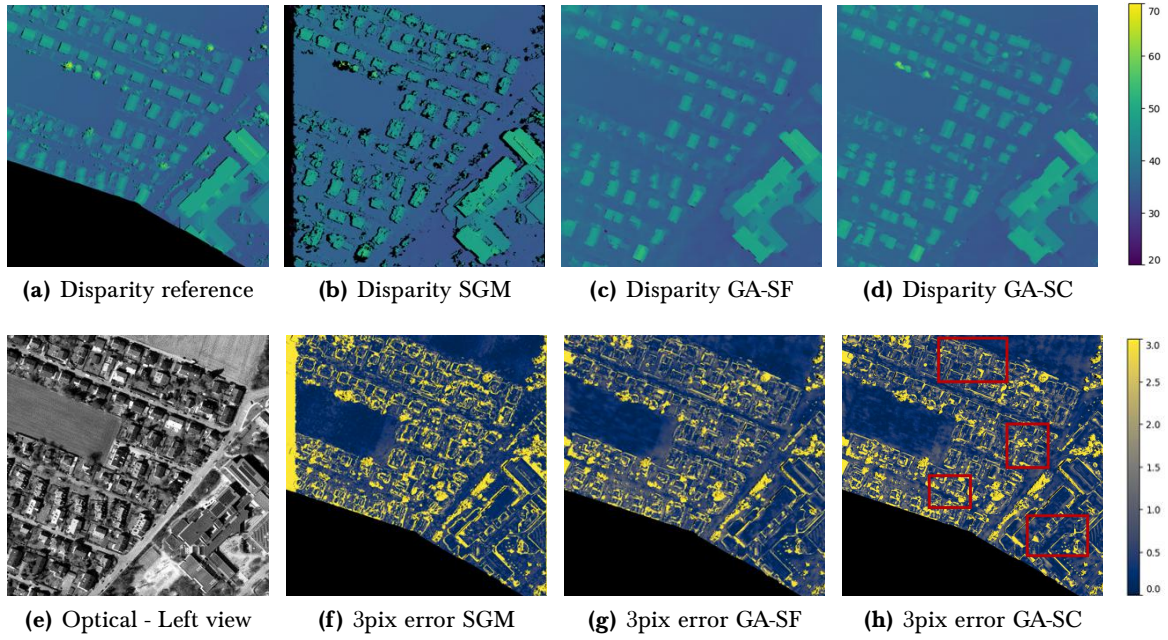 70
60
50
40
30
20
(a) Disparity reference
(b) Disparity SGM
(c) Disparity GA-SF
(d) Disparity GA-SC
3.0
2.5
2.0
1.5
1.0
0.5
0.0
(e) Optical - Left view
(f) 3pix error SGM
(g) 3pix error GA-SF
(h) 3pix error GA-SC